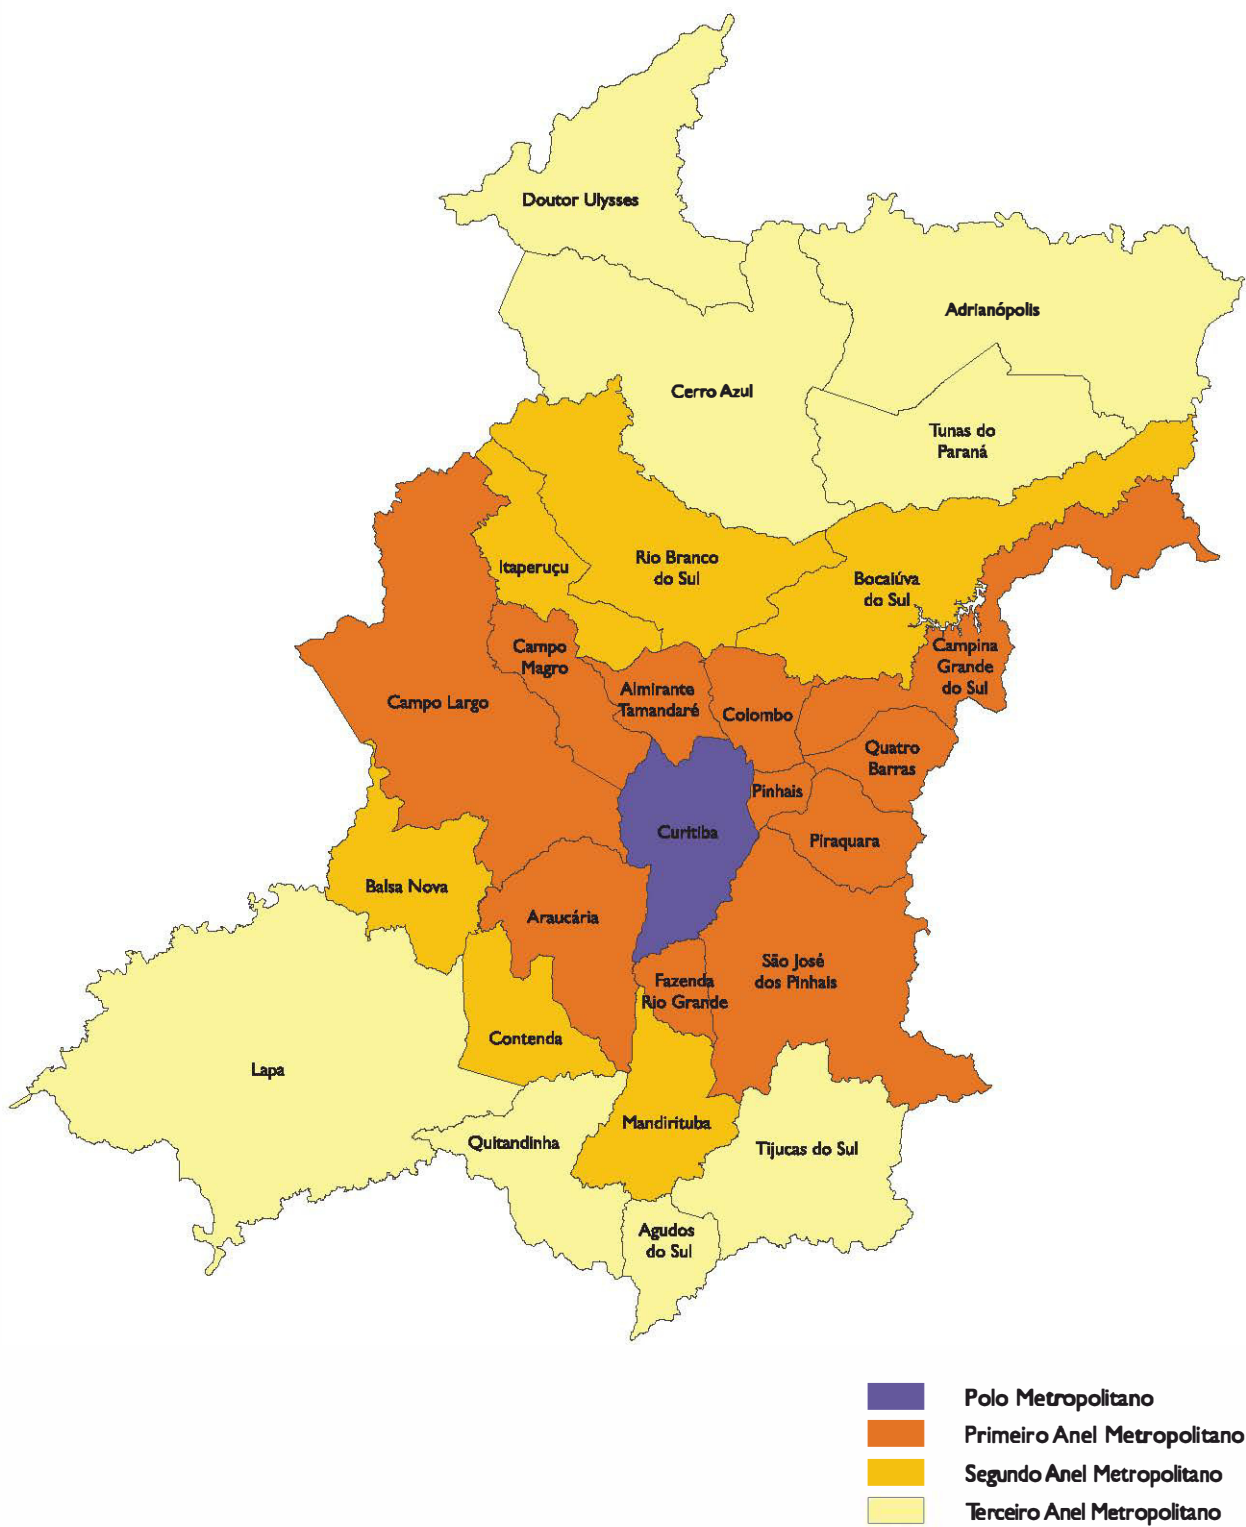 Doutor Ulysses
Adrianópolis
Cerro Azul
Tunas do
Paraná
Rio Branco
do Sul
Itaperuçu
Bocaiúva
do Sul
Campo
Magro
Campina
Grande
do Sul
Almirante
Tamandaré
Campo Largo
Colombo
Quatro
Barras
Pinhais
Curitiba
Piraquara
Balsa Nova
Araucária
São José
dos Pinhais
Fazenda
Rio Grande
Contenda
Lapa
Mandirituba
Quitandinha
Tijucas do Sul
Agudos
do Sul
Polo Metropolitano
Primeiro Anel Metropolitano
Segundo Anel Metropolitano
Terceiro Anel Metropolitano